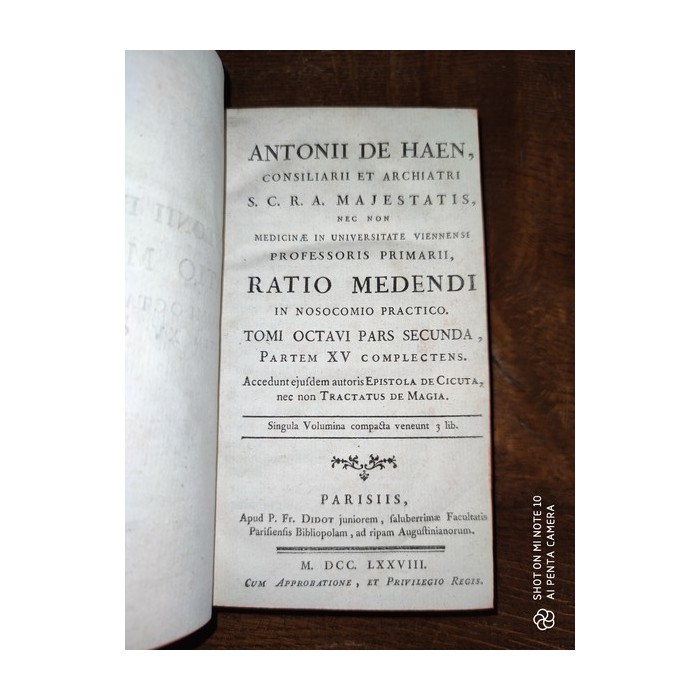 ANTONII DE HAEN,
CONSILIARII ET ARCHIATRI
S. C. R. A. MAJESTATIS,
NEC NON
MEDICINÆ IN UNIVERSITATE VIENNENSI
PROFESSORIS PRIMARII,
RATIO MEDENDI
IN NOSOCOMIO PRACTICO.
TOMI OCTAVI PARS SECUNDA,
PARTEM XV COMPLECTENS.
Accedunt ejuſdem autoris EPISTOLA DE CICUTA,
nec non TRACTATUS DE MAGIA.
Singula Volumina compacta veneunt 3 lib.
PARISIIS,
Apud P. Fr. DIDOT juniorem, ſaluberrimæ Facultatis
Pariſienſis Bibliopolam, ad ripam Auguſtinianorum.
M. DCC. LXXVIII.
CUM APPROBATIONE, ET PRIVILEGIO REGIS.
SHOT ON MI NOTE 10
AI PENTA CAMERA